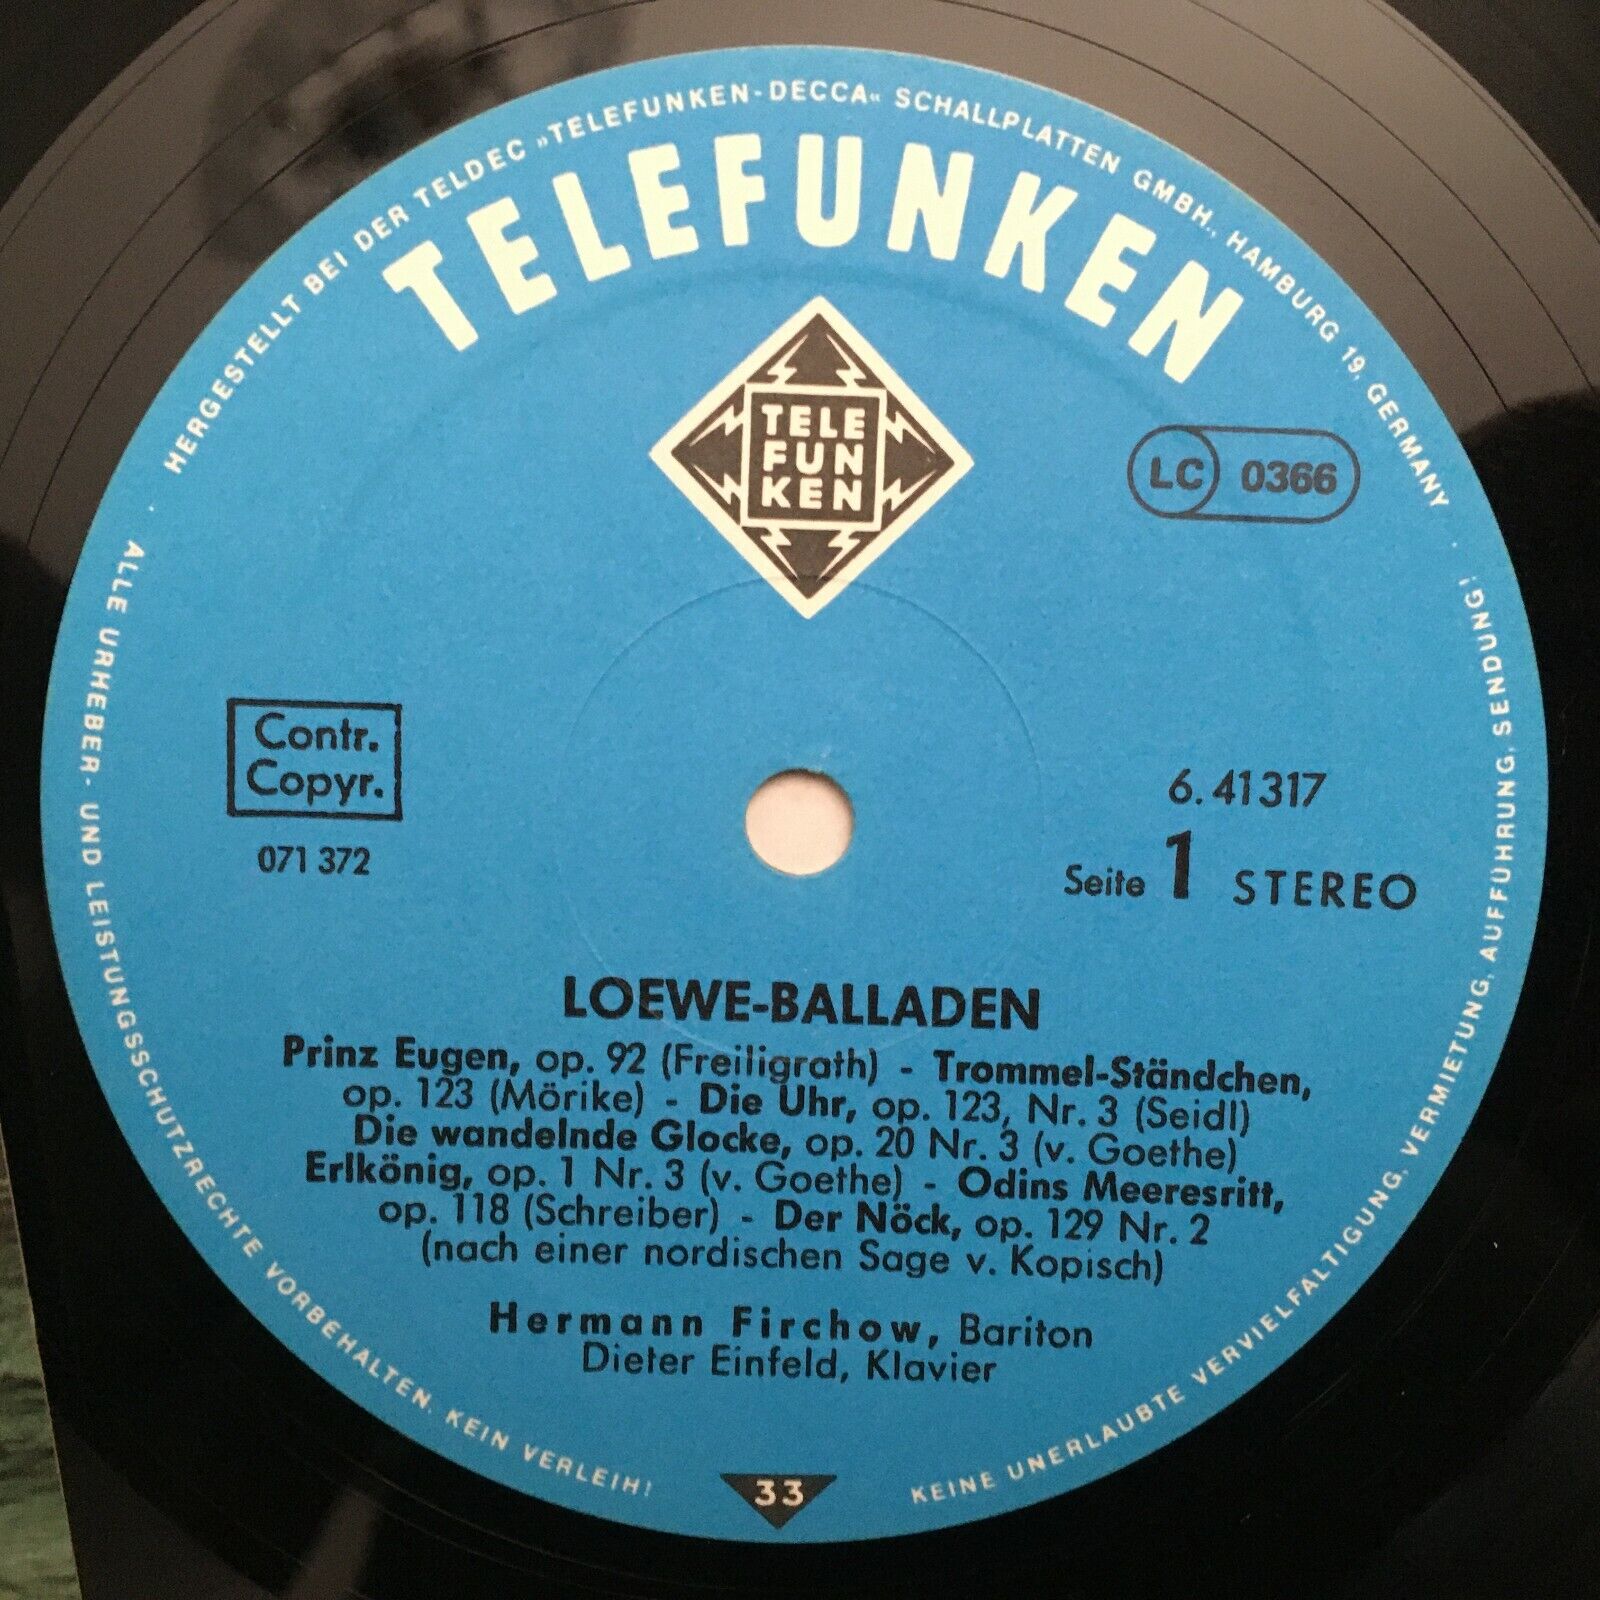 HERGESTELLT BEI DER TELDEC »TELEFUNKEN-DECCA« SCHALLPLATTEN GMBH., HAMBURG 19, GERMANY
TELEFUNKEN
TELE
FUN
KEN
LC 0366
Contr.
Copyr.
071 372
6.41317
Seite 1 STEREO
LOEWE-BALLADEN
Prinz Eugen, op. 92 (Freiligrath) - Trommel-Ständchen,
op. 123 (Mörike) - Die Uhr, op. 123, Nr. 3 (Seidl)
Die wandelnde Glocke, op. 20 Nr. 3 (v. Goethe)
Erlkönig, op. 1 Nr. 3 (v. Goethe) - Odins Meeresritt,
op. 118 (Schreiber) - Der Nöck, op. 129 Nr. 2
(nach einer nordischen Sage v. Kopisch)
Hermann Firchow, Bariton
Dieter Einfeld, Klavier
33
ALLE URHEBER- UND LEISTUNGSSCHUTZRECHTE VORBEHALTEN. KEIN VERLEIH!
KEINE UNERLAUBTE VERVIELFALTIGUNG, VERMIETUNG, AUFFÜHRUNG, SENDUNG!